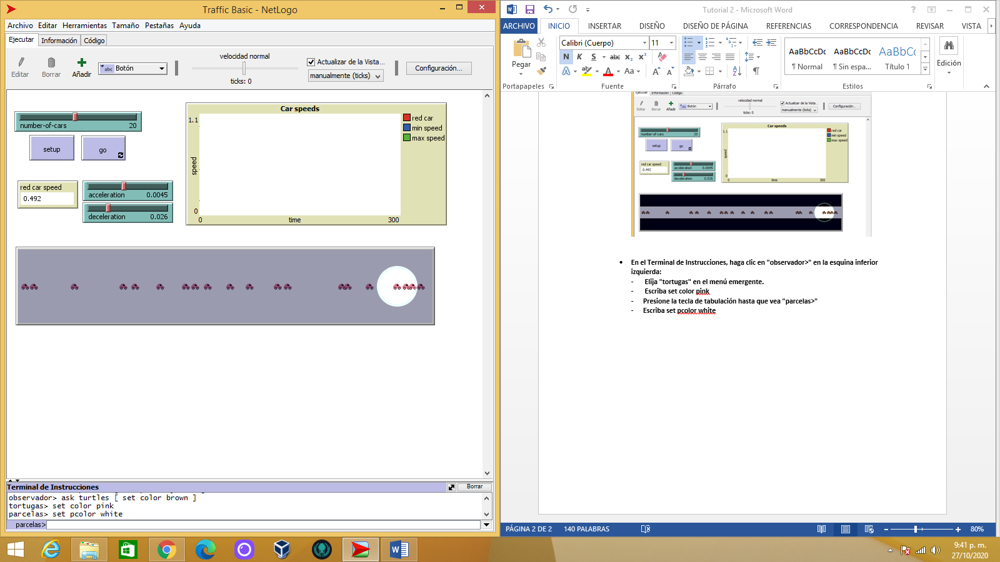 Traffic Basic - NetLogo
Archivo Editar Herramientas Tamaño Pestañas Ayuda
Ejecutar Información Código
Editar Borrar Añadir
abc Botón
velocidad normal
ticks: 0
Actualizar de la Vista...
manualmente (ticks)
Configuración...
number-of-cars 20
setup go
red car speed
0.492
acceleration 0.0045
deceleration 0.026
Car speeds
1.1
speed
0
0 time 300
red car
min speed
max speed
Terminal de Instrucciones
Borrar
observador> ask turtles [ set color brown ]
tortugas> set color pink
parcelas> set pcolor white
parcelas>
Tutorial 2 - Microsoft Word
ARCHIVO INICIO INSERTAR DISEÑO DISEÑO DE PÁGINA REFERENCIAS CORRESPONDENCIA REVISAR VISTA
Pegar
Portapapeles
Calibri (Cuerpo) 11
N K S abc x₂ x²
A ab A Aa A A
Fuente
Párrafo
AaBbCcDc AaBbCcDc AaBbCc
¶ Normal ¶ Sin espa... Título 1
Estilos
Edición
Ejecutar Información Código
Editar Borrar Añadir
abc Botón
velocidad normal
ticks: 0
Actualizar de la Vista...
manualmente (ticks)
Configuración...
number-of-cars 20
setup go
red car speed
0.492
acceleration 0.0045
deceleration 0.026
Car speeds
1.1
speed
0
0 time 300
red car
min speed
max speed
• En el Terminal de Instrucciones, haga clic en "observador>" en la esquina inferior
izquierda:
- Elija "tortugas" en el menú emergente.
- Escriba set color pink
- Presione la tecla de tabulación hasta que vea "parcelas>"
- Escriba set pcolor white
PÁGINA 2 DE 2 140 PALABRAS
80%
9:41 p. m.
27/10/2020